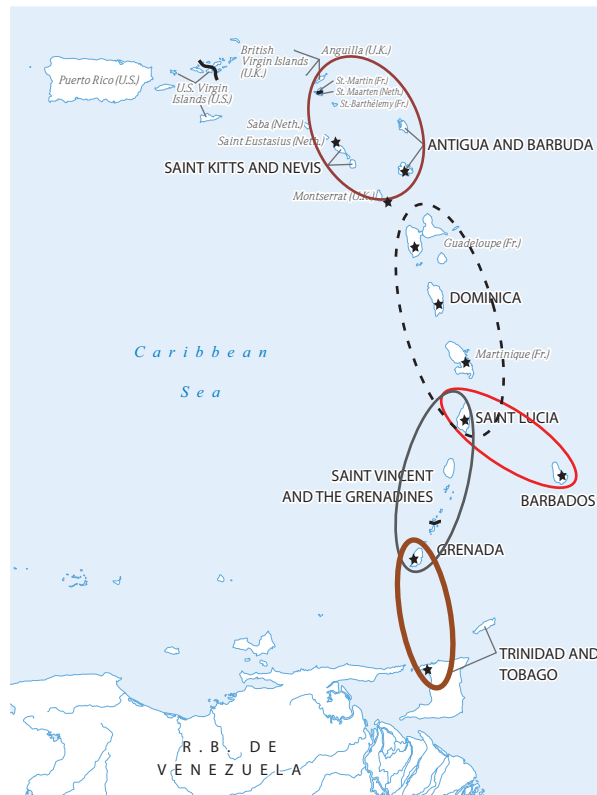 British
Virgin Islands
(U.K.)
Anguilla (U.K.)
Puerto Rico (U.S.)
U.S. Virgin
Islands (U.S.)
St-Martin (Fr.)
St. Maarten (Neth.)
St-Barthélemy (Fr.)
Saba (Neth.)
Saint Eustasius (Neth.)
ANTIGUA AND BARBUDA
SAINT KITTS AND NEVIS
Montserrat (U.K.)
Guadeloupe (Fr.)
DOMINICA
Caribbean
Sea
Martinique (Fr.)
SAINT LUCIA
SAINT VINCENT
AND THE GRENADINES
BARBADOS
GRENADA
TRINIDAD AND
TOBAGO
R.B. DE
VENEZUELA